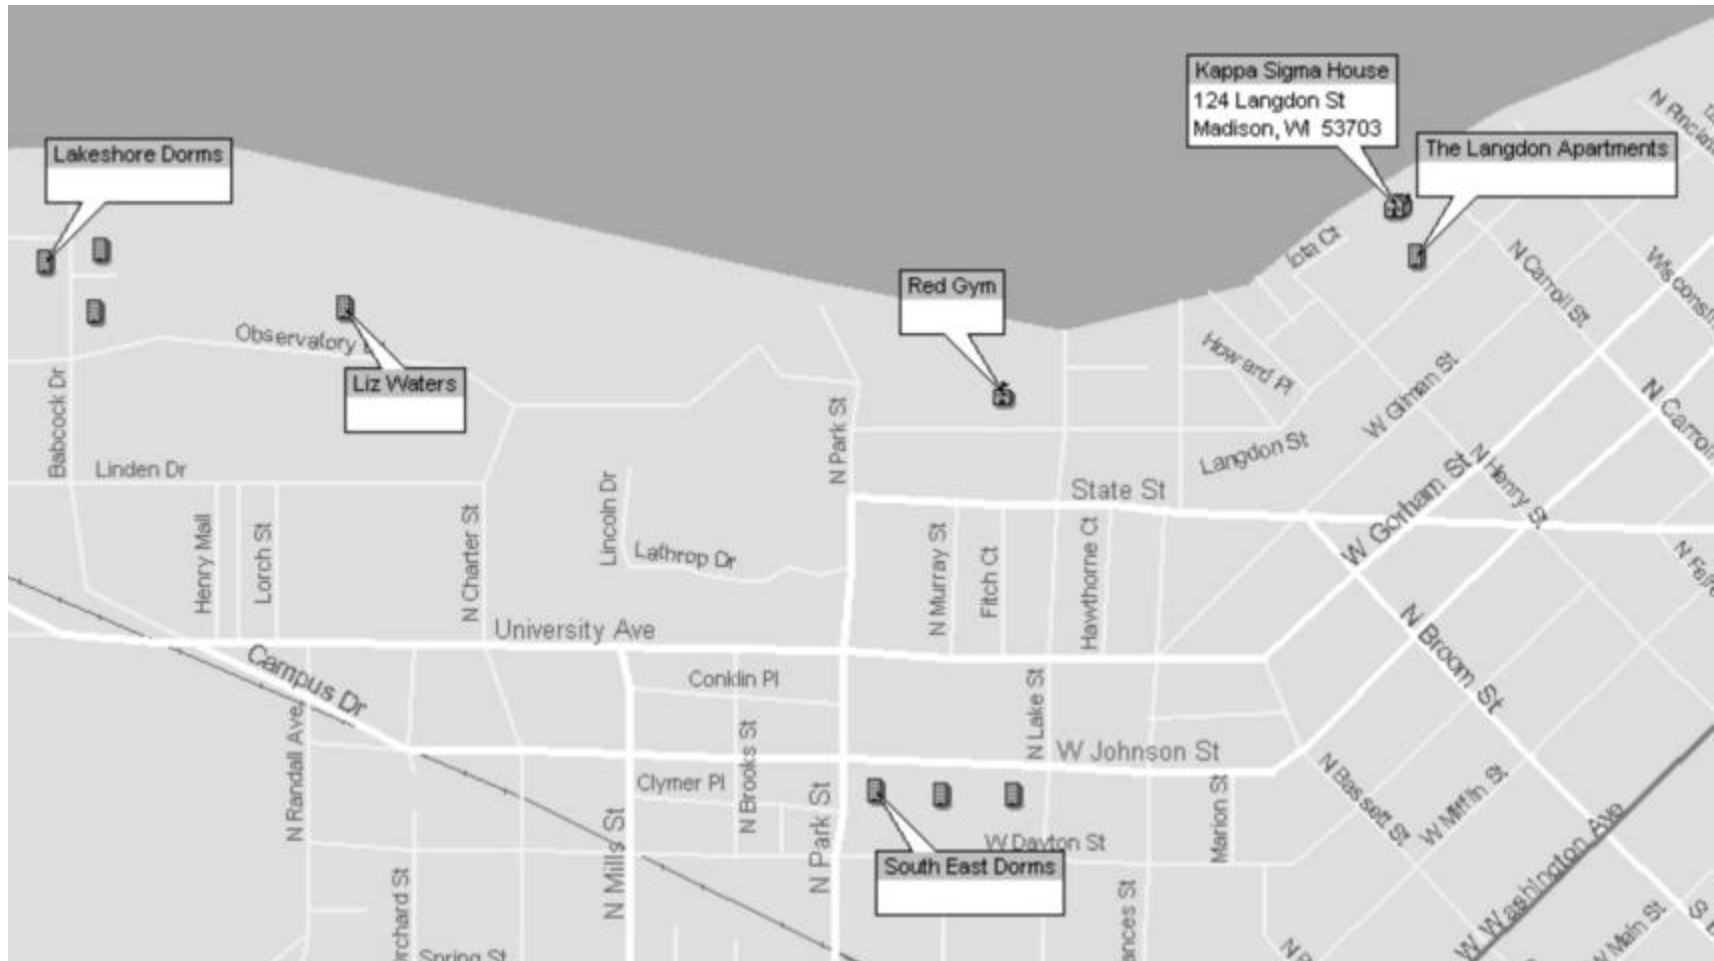 Kappa Sigma House
124 Langdon St
Madison, WI 53703
The Langdon Apartments
Lakeshore Dorms
Red Gym
Liz Waters
South East Dorms
Observatory
Babcock Dr
Linden Dr
Henry Mall
Lorch St
N Charter St
Lincoln Dr
Lathrop Dr
N Park St
University Ave
Campus Dr
N Randall Ave
Conklin Pl
N Brooks St
Clymer Pl
N Mills St
N Park St
Orchard St
Spring St
State St
N Murray St
Fitch Ct
Hawthorne Ct
N Lake St
W Johnson St
W Dayton St
Marion St
Langdon St
Howard Pl
Iota Ct
W Gilman St
W Gorham St
N Henry St
N Carroll St
N Carroll
N Broom St
N Bassett St
W Mifflin St
W Washington Ave
W Main St